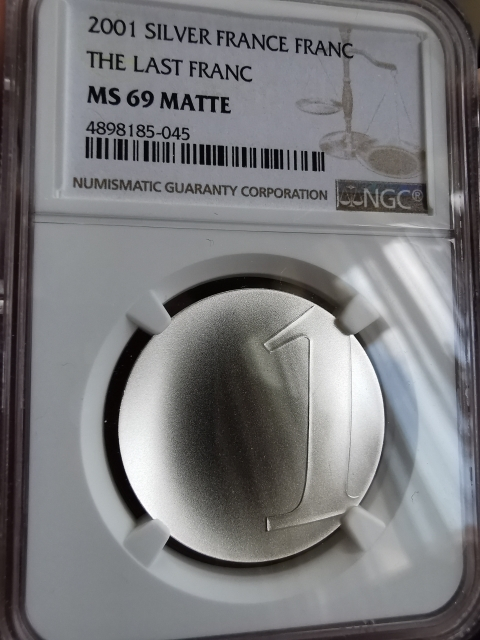 2001 SILVER FRANCE FRANC
THE LAST FRANC
MS 69 MATTE
4898185-045
NUMISMATIC GUARANTY CORPORATION
NGC®
1